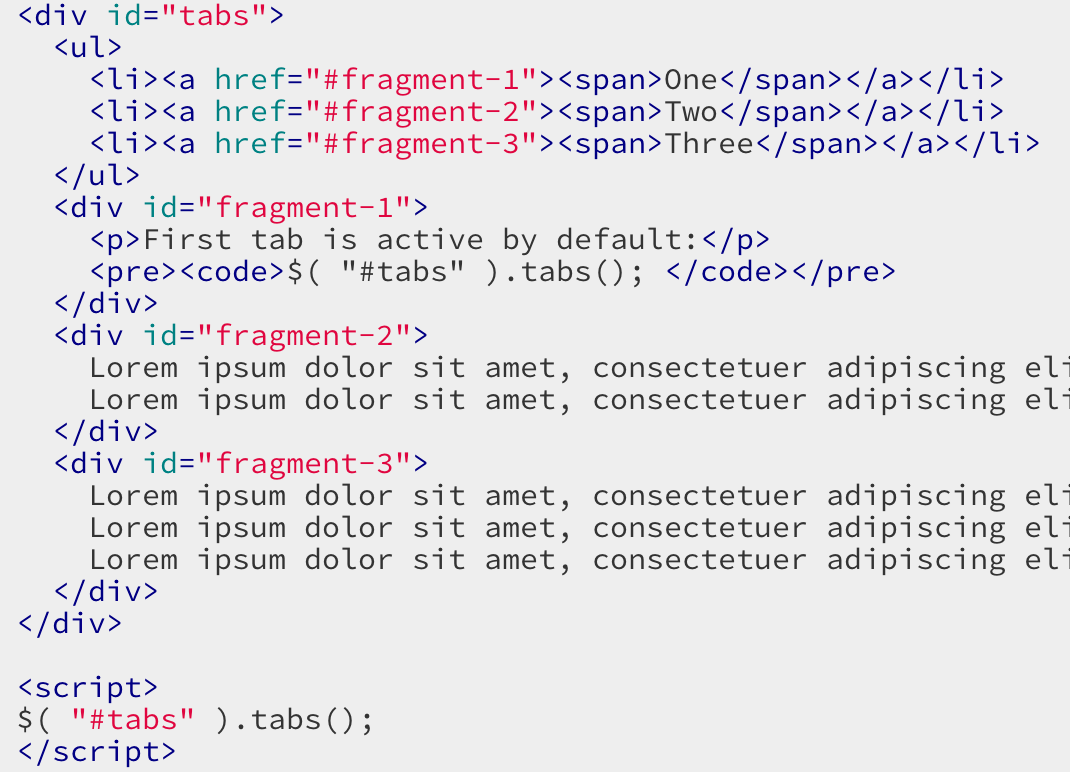 <div id="tabs">
  <ul>
    <li><a href="#fragment-1"><span>One</span></a></li>
    <li><a href="#fragment-2"><span>Two</span></a></li>
    <li><a href="#fragment-3"><span>Three</span></a></li>
  </ul>
  <div id="fragment-1">
    <p>First tab is active by default:</p>
    <pre><code>$( "#tabs" ).tabs(); </code></pre>
  </div>
  <div id="fragment-2">
    Lorem ipsum dolor sit amet, consectetuer adipiscing eli
    Lorem ipsum dolor sit amet, consectetuer adipiscing eli
  </div>
  <div id="fragment-3">
    Lorem ipsum dolor sit amet, consectetuer adipiscing eli
    Lorem ipsum dolor sit amet, consectetuer adipiscing eli
    Lorem ipsum dolor sit amet, consectetuer adipiscing eli
  </div>
</div>

<script>
$( "#tabs" ).tabs();
</script>